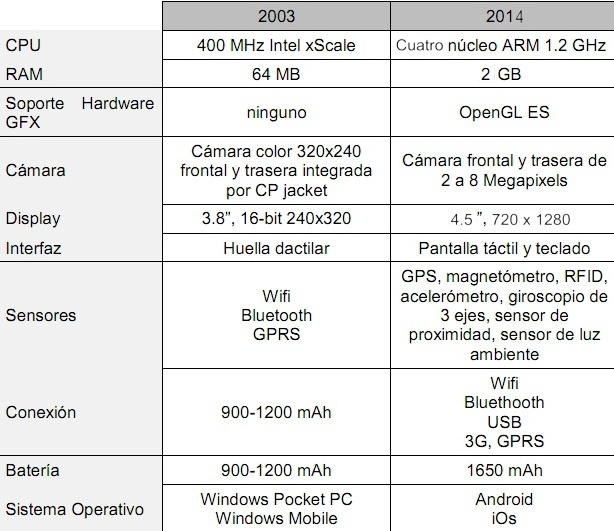 2003 2014
CPU 400 MHz Intel xScale Cuatro núcleo ARM 1.2 GHz
RAM 64 MB 2 GB
Soporte Hardware
GFX ninguno OpenGL ES
Cámara Cámara color 320x240
frontal y trasera integrada
por CP jacket Cámara frontal y trasera de
2 a 8 Megapixels
Display 3.8”, 16-bit 240x320 4.5 ”, 720 x 1280
Interfaz Huella dactilar Pantalla táctil y teclado
Sensores Wifi
Bluetooth
GPRS GPS, magnetómetro, RFID,
acelerómetro, giroscopio de
3 ejes, sensor de
proximidad, sensor de luz
ambiente
Conexión 900-1200 mAh Wifi
Bluethooth
USB
3G, GPRS
Batería 900-1200 mAh 1650 mAh
Sistema Operativo Windows Pocket PC
Windows Mobile Android
iOs